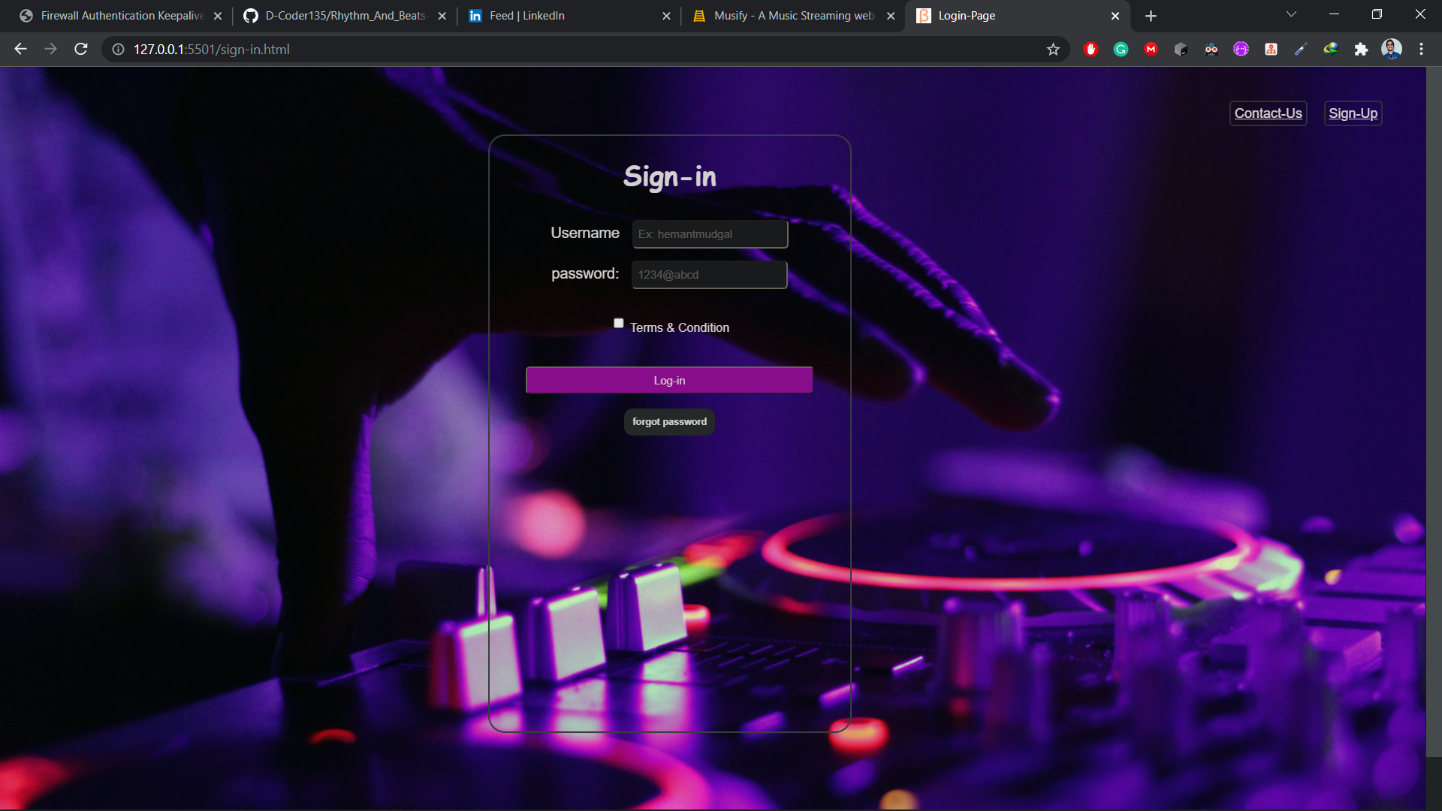 Firewall Authentication Keepalive
D-Coder135/Rhythm_And_Beats-
Feed | LinkedIn
Musify - A Music Streaming web
Login-Page
127.0.0.1:5501/sign-in.html
Contact-Us Sign-Up
Sign-in
Username Ex: hemantmudgal
password: 1234@abcd
Terms & Condition
Log-in
forgot password